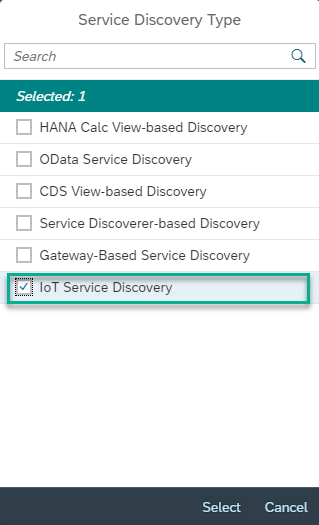 Service Discovery Type
Search
Selected: 1
HANA Calc View-based Discovery
OData Service Discovery
CDS View-based Discovery
Service Discoverer-based Discovery
Gateway-Based Service Discovery
IoT Service Discovery
Select Cancel